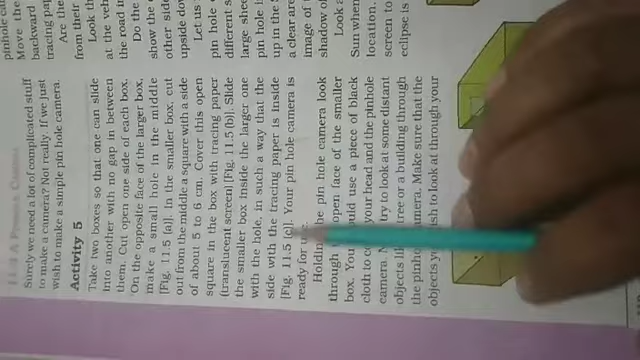 11.3 A PINHOLE CAMERA
Surely we need a lot of complicated stuff
to make a camera? Not really. If we just
wish to make a simple pin hole camera.
Activity 5
Take two boxes so that one can slide
into another with no gap in between
them. Cut open one side of each box.
On the opposite face of the larger box,
make a small hole in the middle
[Fig. 11.5 (a)]. In the smaller box, cut
out from the middle a square with a side
of about 5 to 6 cm. Cover this open
square in the box with tracing paper
(translucent screen) [Fig. 11.5 (b)]. Slide
the smaller box inside the larger one
with the hole, in such a way that the
side with the tracing paper is inside
[Fig. 11.5 (c)]. Your pin hole camera is
ready for
Holding the pin hole camera look
through open face of the smaller
box. You use a piece of black
cloth to your head and the pinhole
camera. try to look at some distant
objects tree or a building through
the pinhole Make sure that the
objects you to look at through your
pinhole
Move the
backward
tracing pap
Are the
from their
Look th
at the veh
the road in
Do the
show the
other side
upside dow
Let us
pin hole
different s
large shee
pin hole i
up in the
a clear are
image of
shadow of
Look a
Sun when
location.
screen to
eclipse is